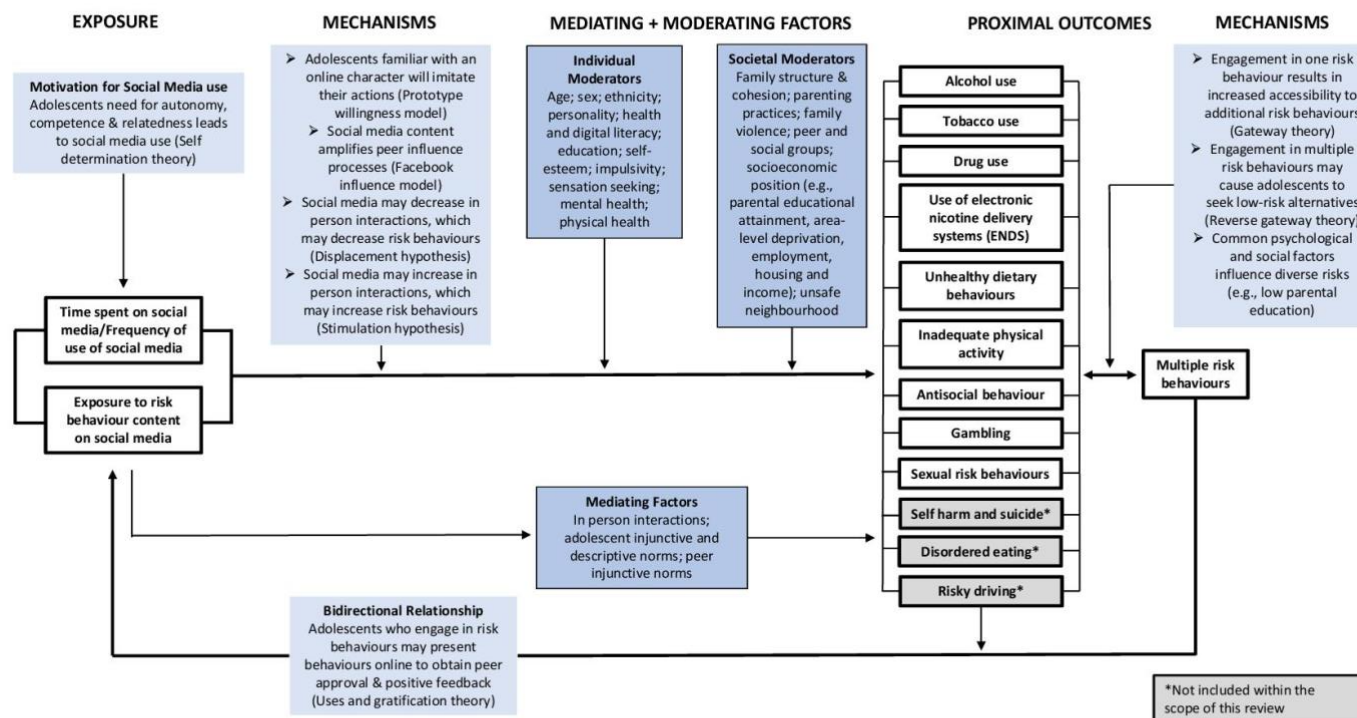 EXPOSURE
MECHANISMS
MEDIATING + MODERATING FACTORS
PROXIMAL OUTCOMES
MECHANISMS
Motivation for Social Media use
Adolescents need for autonomy,
competence & relatedness leads
to social media use (Self
determination theory)
Time spent on social
media/Frequency of
use of social media
Exposure to risk
behaviour content
on social media
➢ Adolescents familiar with an
online character will imitate
their actions (Prototype
willingness model)
➢ Social media content
amplifies peer influence
processes (Facebook
influence model)
➢ Social media may decrease in
person interactions, which
may decrease risk behaviours
(Displacement hypothesis)
➢ Social media may increase in
person interactions, which
may increase risk behaviours
(Stimulation hypothesis)
Individual
Moderators
Age; sex; ethnicity;
personality; health
and digital literacy;
education; self-
esteem; impulsivity;
sensation seeking;
mental health;
physical health
Societal Moderators
Family structure &
cohesion; parenting
practices; family
violence; peer and
social groups;
socioeconomic
position (e.g.,
parental educational
attainment, area-
level deprivation,
employment,
housing and
income); unsafe
neighbourhood
Mediating Factors
In person interactions;
adolescent injunctive and
descriptive norms; peer
injunctive norms
Bidirectional Relationship
Adolescents who engage in risk
behaviours may present
behaviours online to obtain peer
approval & positive feedback
(Uses and gratification theory)
Alcohol use
Tobacco use
Drug use
Use of electronic
nicotine delivery
systems (ENDS)
Unhealthy dietary
behaviours
Inadequate physical
activity
Antisocial behaviour
Gambling
Sexual risk behaviours
Self harm and suicide*
Disordered eating*
Risky driving*
➢ Engagement in one risk
behaviour results in
increased accessibility to
additional risk behaviours
(Gateway theory)
➢ Engagement in multiple
risk behaviours may
cause adolescents to
seek low-risk alternatives
(Reverse gateway theory)
➢ Common psychological
and social factors
influence diverse risks
(e.g., low parental
education)
Multiple risk
behaviours
*Not included within the
scope of this review